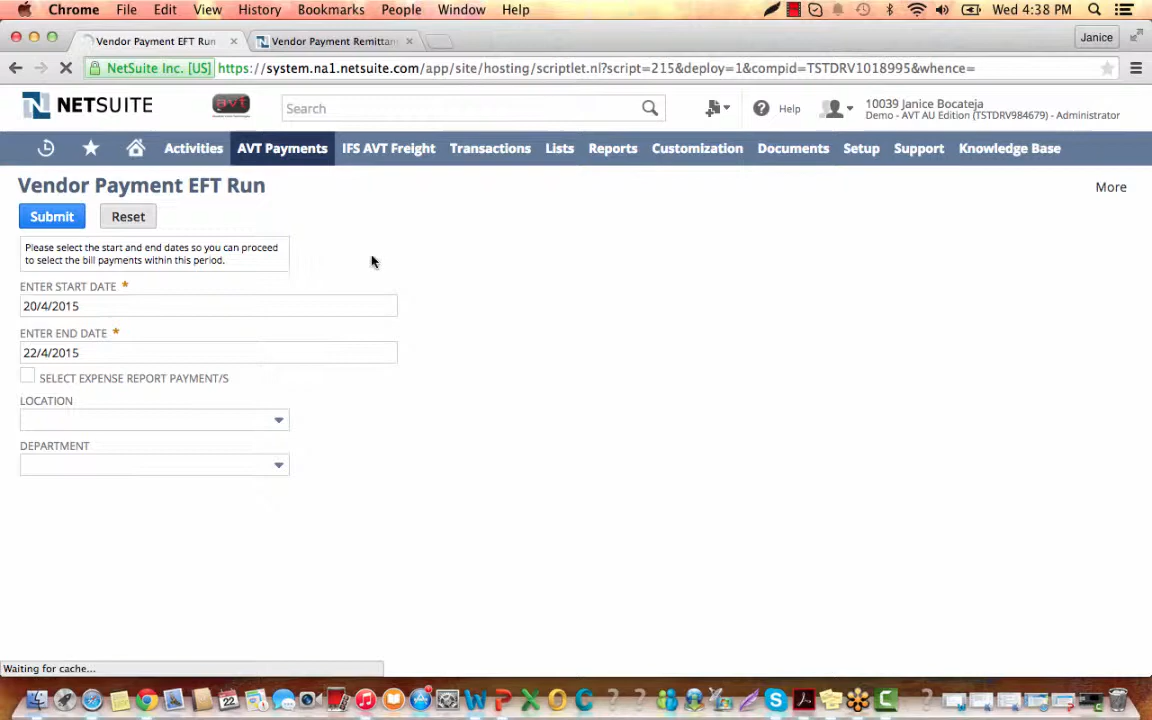 Chrome File Edit View History Bookmarks People Window Help Wed 4:38 PM
Vendor Payment EFT Run Vendor Payment Remittan Janice
NetSuite Inc. [US] https://system.na1.netsuite.com/app/site/hosting/scriptlet.nl?script=215&deploy=1&compid=TSTDRV1018995&whence=
NETSUITE avt Search Help 10039 Janice Bocateja
Demo - AVT AU Edition (TSTDRV984679) - Administrator
Activities AVT Payments IFS AVT Freight Transactions Lists Reports Customization Documents Setup Support Knowledge Base
Vendor Payment EFT Run More
Submit Reset
Please select the start and end dates so you can proceed
to select the bill payments within this period.
ENTER START DATE *
20/4/2015
ENTER END DATE *
22/4/2015
SELECT EXPENSE REPORT PAYMENT/S
LOCATION
DEPARTMENT
Waiting for cache...